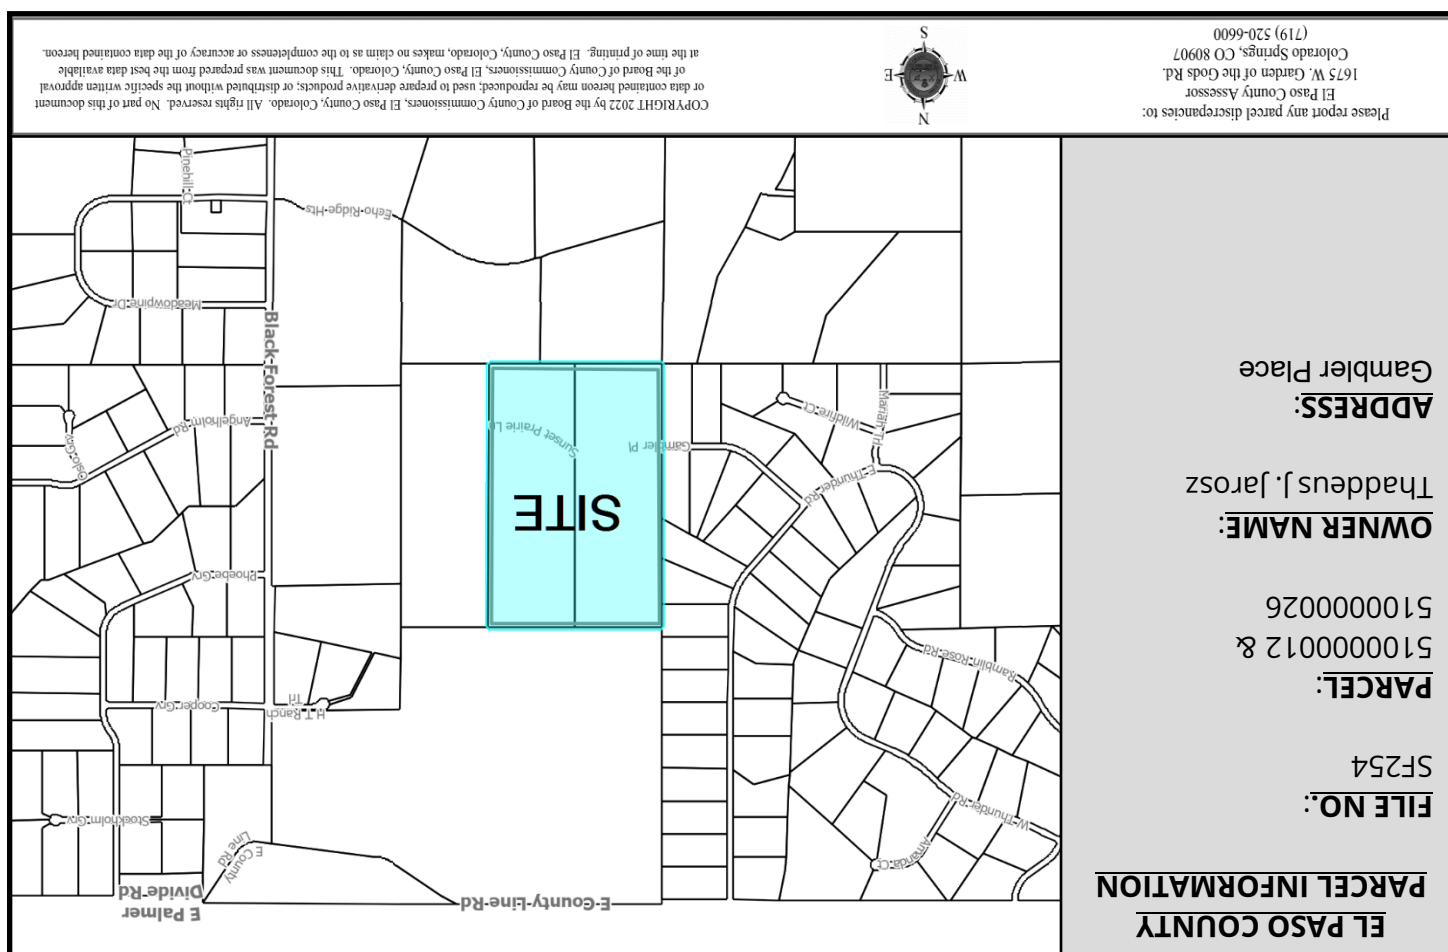 EL PASO COUNTY
PARCEL INFORMATION
FILE NO.:
SF254
PARCEL:
5100000012 &
5100000026
OWNER NAME:
Thaddeus J. Jarosz
ADDRESS:
Gambler Place
E County Line Rd
E County
Line Rd
E Palmer
Divide Rd
Amanda Ct
W Thunder Rd
Stockholm Grv
H T Ranch
Trl
Cooper Grv
Ramblin Rose Rd
Phoebe Grv
SITE
E Thunder Rd
Gambler Pl
Sunset Prairie Ln
Oslo Grv
Angelholm Rd
Mariah Trl
Wildfire Ct
Black Forest Rd
Meadowpine Dr
Echo Ridge Hts
Pinehill Ct
Please report any parcel discrepancies to:
El Paso County Assessor
1675 W. Garden of the Gods Rd.
Colorado Springs, CO 80907
(719) 520-6600
N
W
E
S
COPYRIGHT 2022 by the Board of County Commissioners, El Paso County, Colorado. All rights reserved. No part of this document
or data contained hereon may be reproduced; used to prepare derivative products; or distributed without the specific written approval
of the Board of County Commissioners, El Paso County, Colorado. This document was prepared from the best data available
at the time of printing. El Paso County, Colorado, makes no claim as to the completeness or accuracy of the data contained hereon.